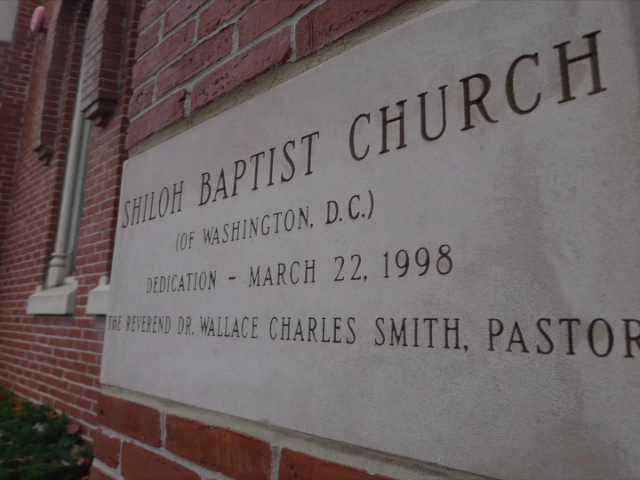 SHILOH BAPTIST CHURCH
(OF WASHINGTON, D.C.)
DEDICATION - MARCH 22, 1998
THE REVEREND DR. WALLACE CHARLES SMITH, PASTOR